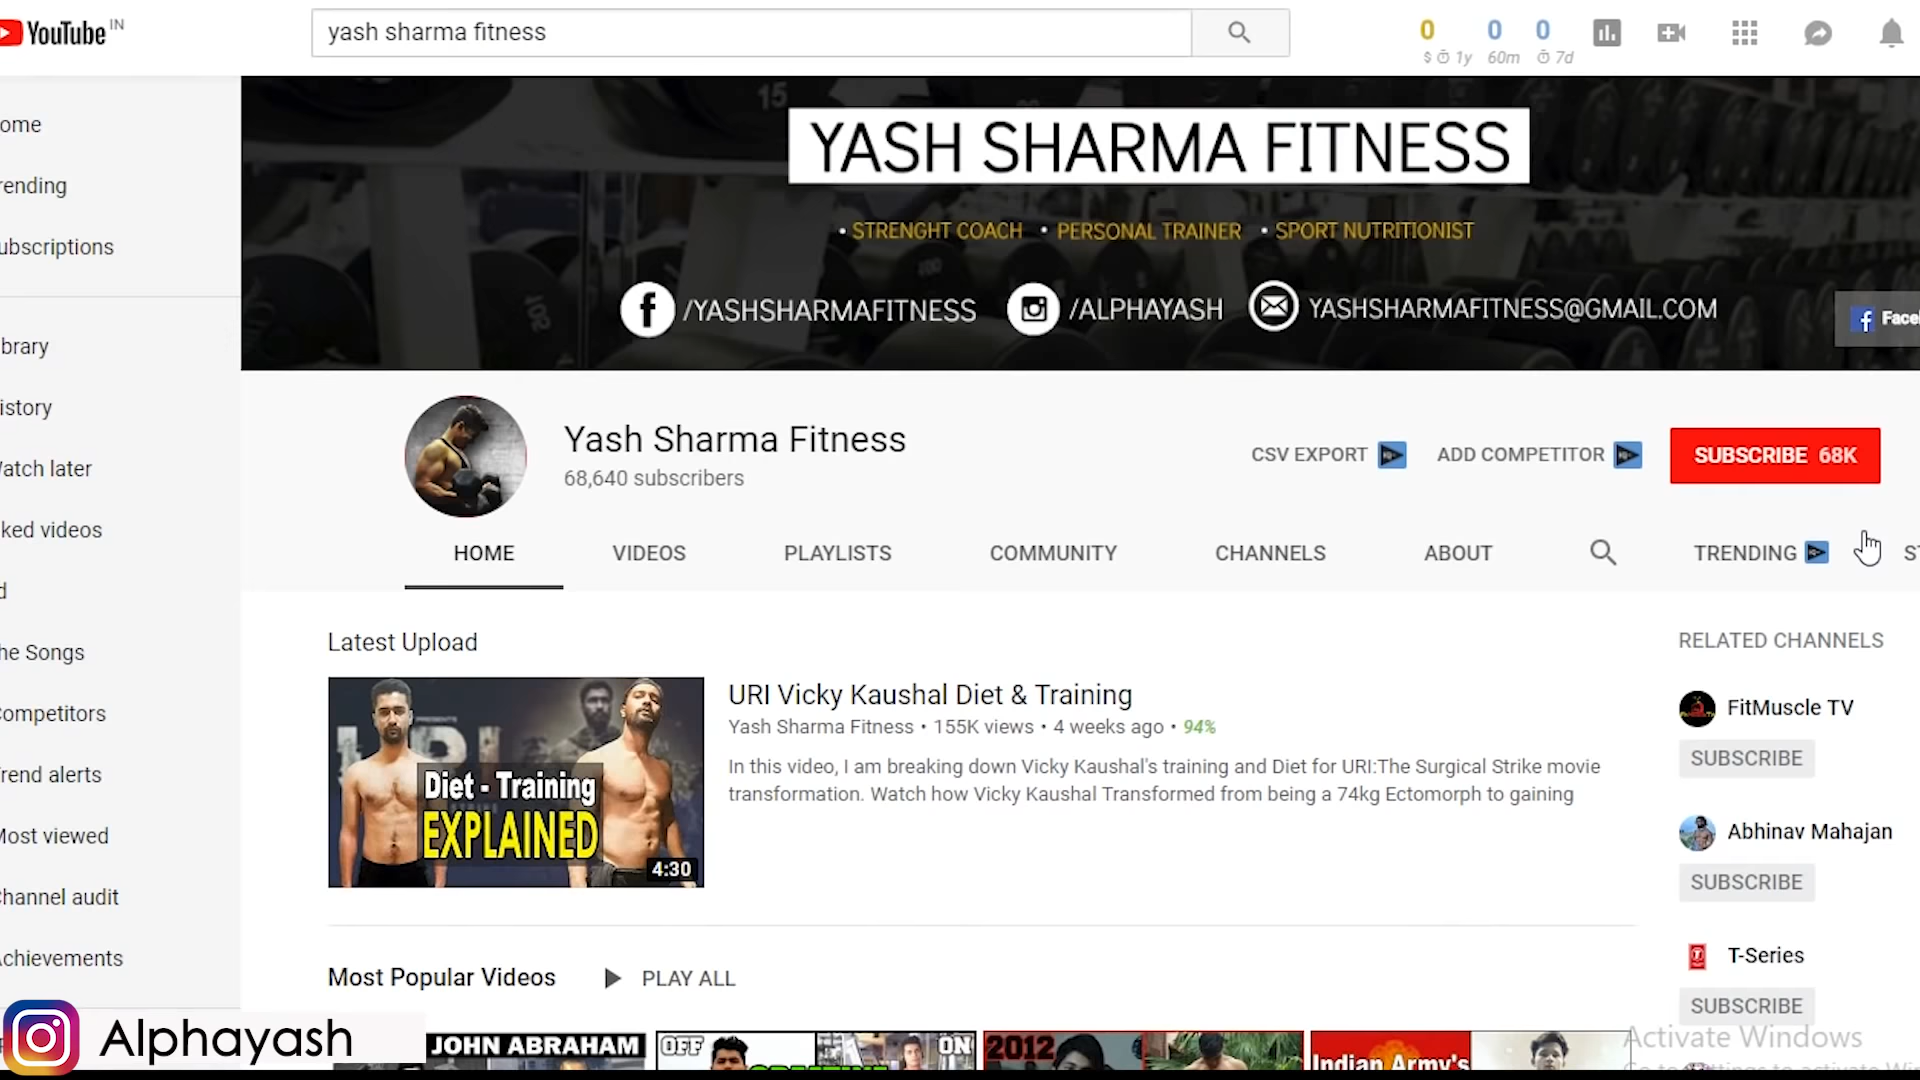 YouTube IN
yash sharma fitness
0 0 0
$ 1y 60m 7d
ome
rending
ubscriptions
brary
istory
atch later
ked videos
d
he Songs
ompetitors
rend alerts
ost viewed
hannel audit
chievements
15
YASH SHARMA FITNESS
• STRENGHT COACH • PERSONAL TRAINER • SPORT NUTRITIONIST
/YASHSHARMAFITNESS /ALPHAYASH YASHSHARMAFITNESS@GMAIL.COM
Yash Sharma Fitness
68,640 subscribers
CSV EXPORT ADD COMPETITOR SUBSCRIBE 68K
HOME VIDEOS PLAYLISTS COMMUNITY CHANNELS ABOUT TRENDING ST
Latest Upload
Diet - Training
EXPLAINED
4:30
URI Vicky Kaushal Diet & Training
Yash Sharma Fitness • 155K views • 4 weeks ago • 94%
In this video, I am breaking down Vicky Kaushal's training and Diet for URI:The Surgical Strike movie
transformation. Watch how Vicky Kaushal Transformed from being a 74kg Ectomorph to gaining
Most Popular Videos PLAY ALL
JOHN ABRAHAM
OFF ON
2012
Indian Army's
RELATED CHANNELS
FitMuscle TV
SUBSCRIBE
Abhinav Mahajan
SUBSCRIBE
T-Series
SUBSCRIBE
Activate Windows
Alphayash